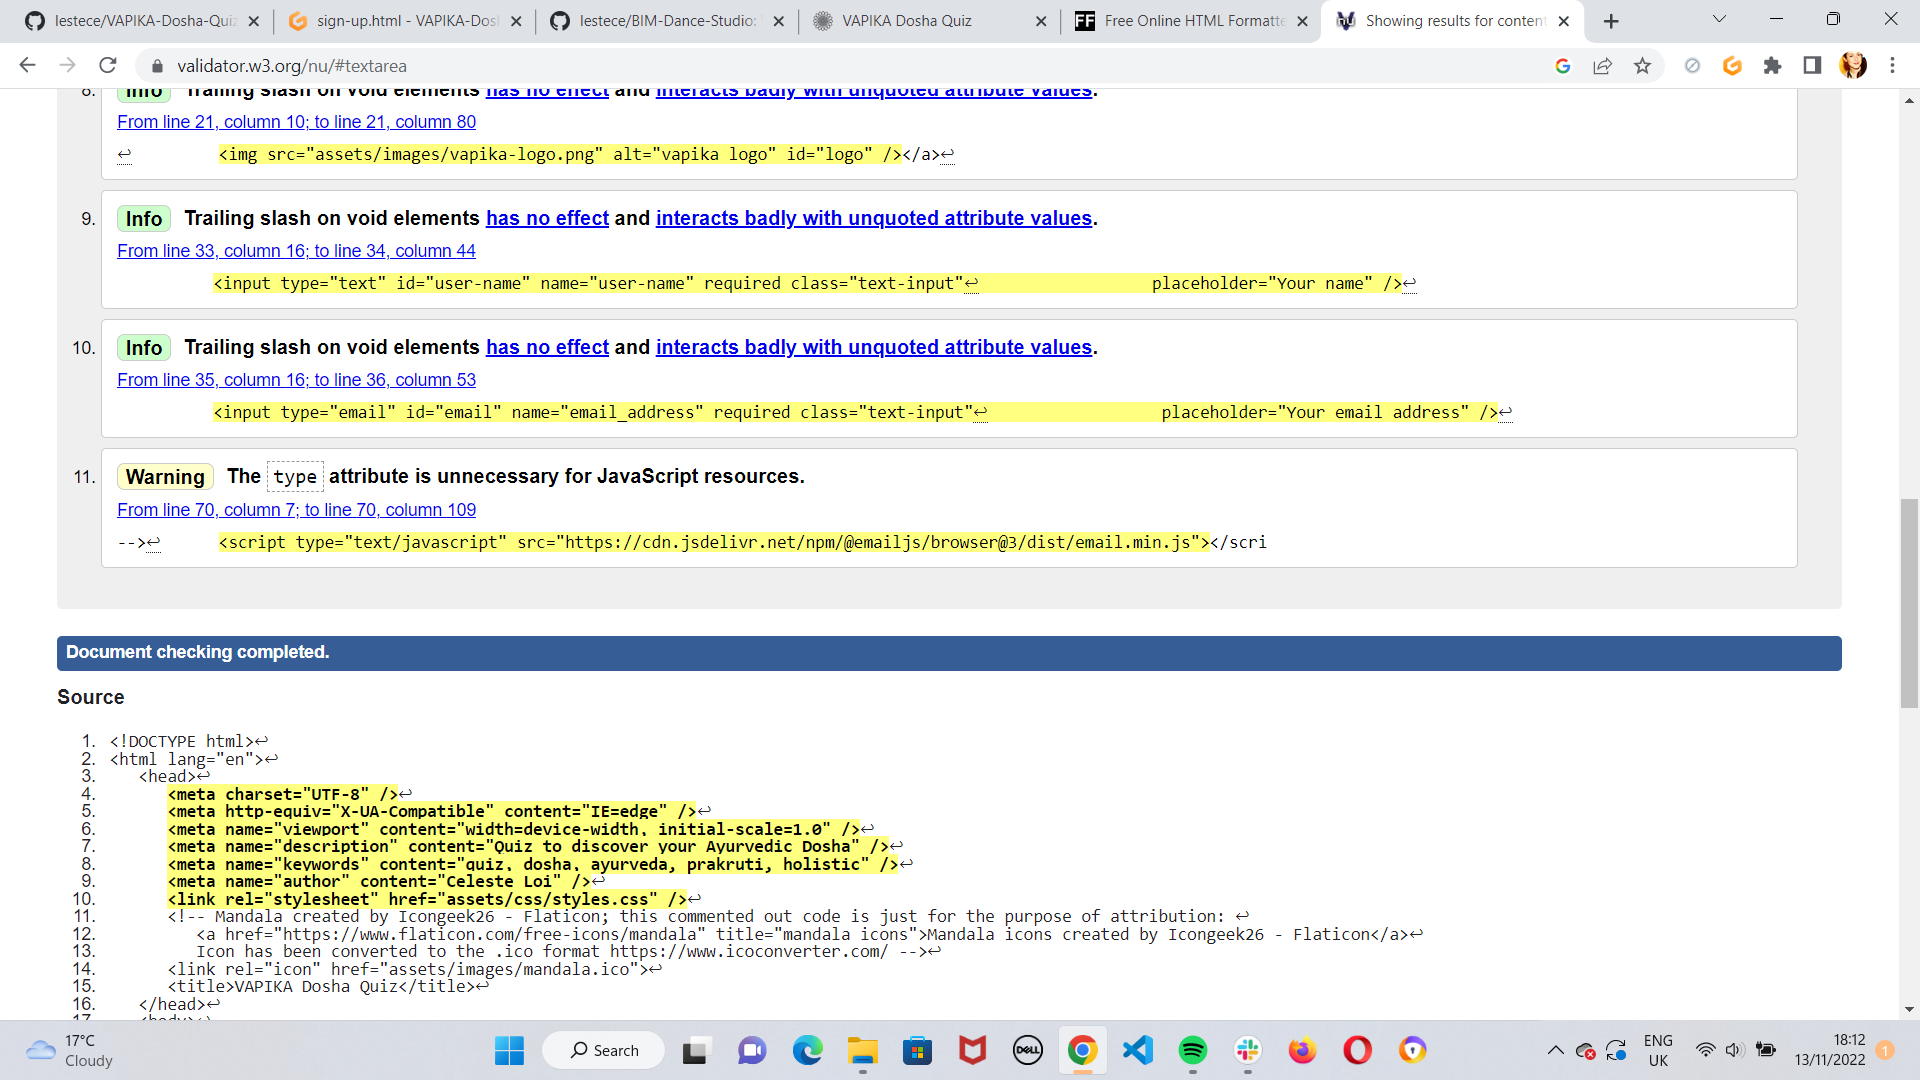 lestece/VAPIKA-Dosha-Quiz
sign-up.html - VAPIKA-Dosh
lestece/BIM-Dance-Studio:
VAPIKA Dosha Quiz
Free Online HTML Formatte
Showing results for content
validator.w3.org/nu/#textarea
8. Info Trailing slash on void elements has no effect and interacts badly with unquoted attribute values.
From line 21, column 10; to line 21, column 80
↩ <img src="assets/images/vapika-logo.png" alt="vapika logo" id="logo" /></a>↩
9. Info Trailing slash on void elements has no effect and interacts badly with unquoted attribute values.
From line 33, column 16; to line 34, column 44
<input type="text" id="user-name" name="user-name" required class="text-input"↩ placeholder="Your name" />↩
10. Info Trailing slash on void elements has no effect and interacts badly with unquoted attribute values.
From line 35, column 16; to line 36, column 53
<input type="email" id="email" name="email_address" required class="text-input"↩ placeholder="Your email address" />↩
11. Warning The type attribute is unnecessary for JavaScript resources.
From line 70, column 7; to line 70, column 109
-->↩ <script type="text/javascript" src="https://cdn.jsdelivr.net/npm/@emailjs/browser@3/dist/email.min.js"></scri
Document checking completed.
Source
1. <!DOCTYPE html>↩
2. <html lang="en">↩
3. <head>↩
4. <meta charset="UTF-8" />↩
5. <meta http-equiv="X-UA-Compatible" content="IE=edge" />↩
6. <meta name="viewport" content="width=device-width, initial-scale=1.0" />↩
7. <meta name="description" content="Quiz to discover your Ayurvedic Dosha" />↩
8. <meta name="keywords" content="quiz, dosha, ayurveda, prakruti, holistic" />↩
9. <meta name="author" content="Celeste Loi" />↩
10. <link rel="stylesheet" href="assets/css/styles.css" />↩
11. <!-- Mandala created by Icongeek26 - Flaticon; this commented out code is just for the purpose of attribution: ↩
12. <a href="https://www.flaticon.com/free-icons/mandala" title="mandala icons">Mandala icons created by Icongeek26 - Flaticon</a>↩
13. Icon has been converted to the .ico format https://www.icoconverter.com/ -->↩
14. <link rel="icon" href="assets/images/mandala.ico">↩
15. <title>VAPIKA Dosha Quiz</title>↩
16. </head>↩
17. <body>↩
17°C
Cloudy
Search
DELL
ENG
UK
18:12
13/11/2022
1